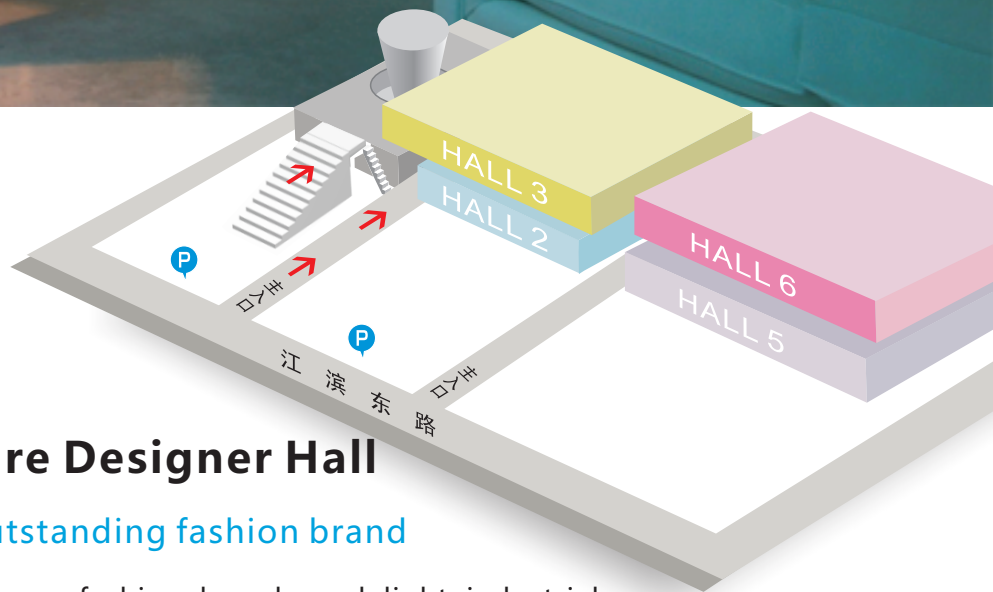 HALL 3
HALL 2
HALL 6
HALL 5
P
主入口
P
主入口
江滨东路
re Designer Hall
utstanding fashion brand